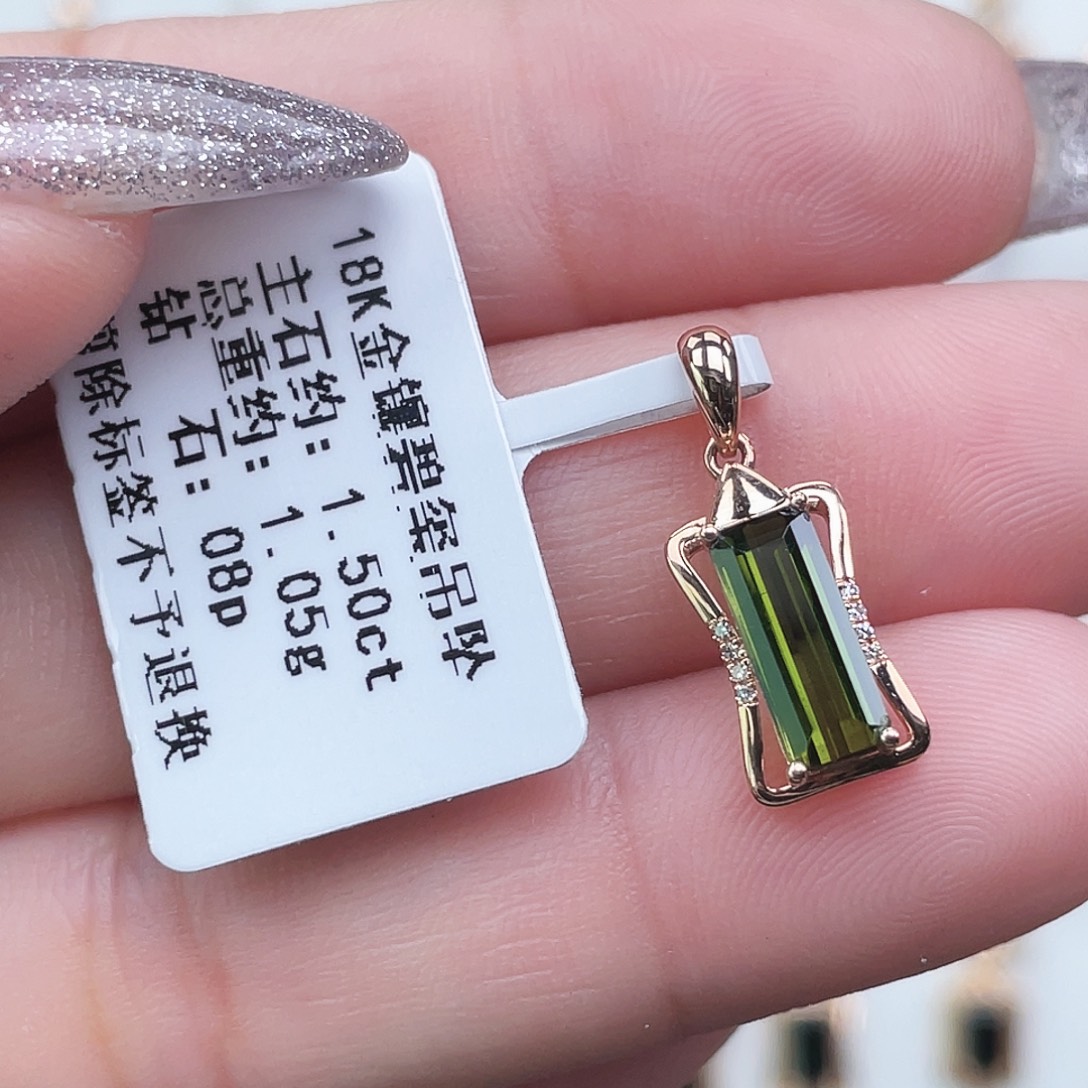 18K金镶碧玺吊坠
主石约: 1.50ct
总重约: 1.05g
钻 石: 08p
摘除标签不予退换